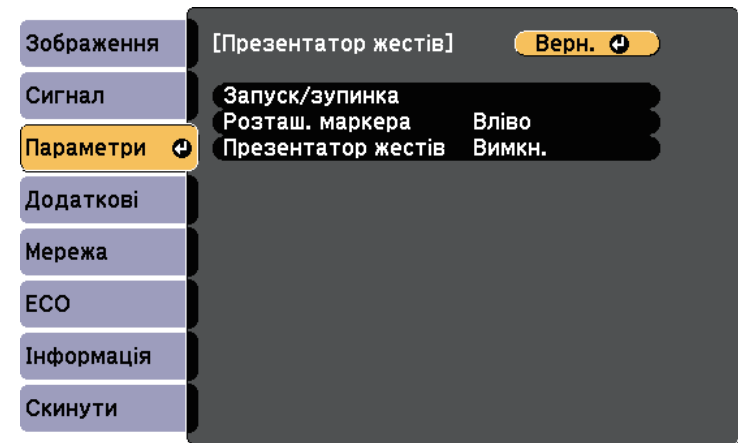 Зображення
Сигнал
Параметри
Додаткові
Мережа
ECO
Інформація
Скинути
[Презентатор жестів] Верн.
Запуск/зупинка
Розташ. маркера Вліво
Презентатор жестів Вимкн.